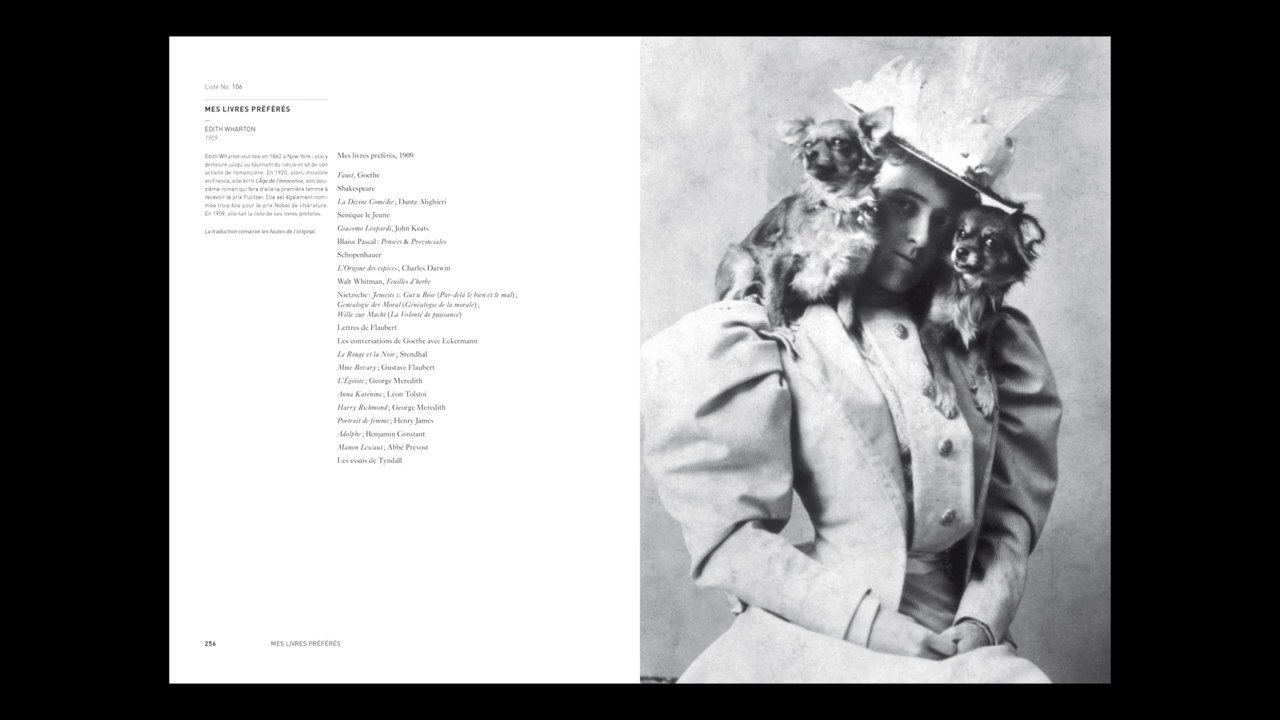 Liste No. 106
MES LIVRES PRÉFÉRÉS
—
EDITH WHARTON
1909
Edith Wharton est née en 1862 à New York : elle y
demeure jusqu'au tournant du siècle et vit de son
activité de romancière. En 1920, alors installée
en France, elle écrit L'Âge de l'innocence, son dou-
zième roman qui fera d'elle la première femme à
recevoir le prix Pulitzer. Elle est également nom-
mée trois fois pour le prix Nobel de littérature.
En 1909, elle fait la liste de ses livres préférés.
La traduction conserve les fautes de l'original.
Mes livres préférés, 1909
Faust, Goethe
Shakespeare
La Divine Comédie ; Dante Alighieri
Sénèque le Jeune
Giacomo Leopardi, John Keats
Blaise Pascal : Pensées & Provinciales
Schopenhauer
L'Origine des espèces ; Charles Darwin
Walt Whitman, Feuilles d'herbe
Nietzsche : Jenseits v. Gut u Böse (Par-delà le bien et le mal) ;
Genealogie der Moral (Généalogie de la morale) ;
Wille zur Macht (La Volonté de puissance)
Lettres de Flaubert
Les conversations de Goethe avec Eckermann
Le Rouge et la Noir ; Stendhal
Mme Bovary ; Gustave Flaubert
L'Égoïste ; George Meredith
Anna Karénine ; Léon Tolstoï
Harry Richmond ; George Meredith
Portrait de femme ; Henry James
Adolphe ; Benjamin Constant
Manon Lescaut ; Abbé Prévost
Les essais de Tyndall
256 MES LIVRES PRÉFÉRÉS